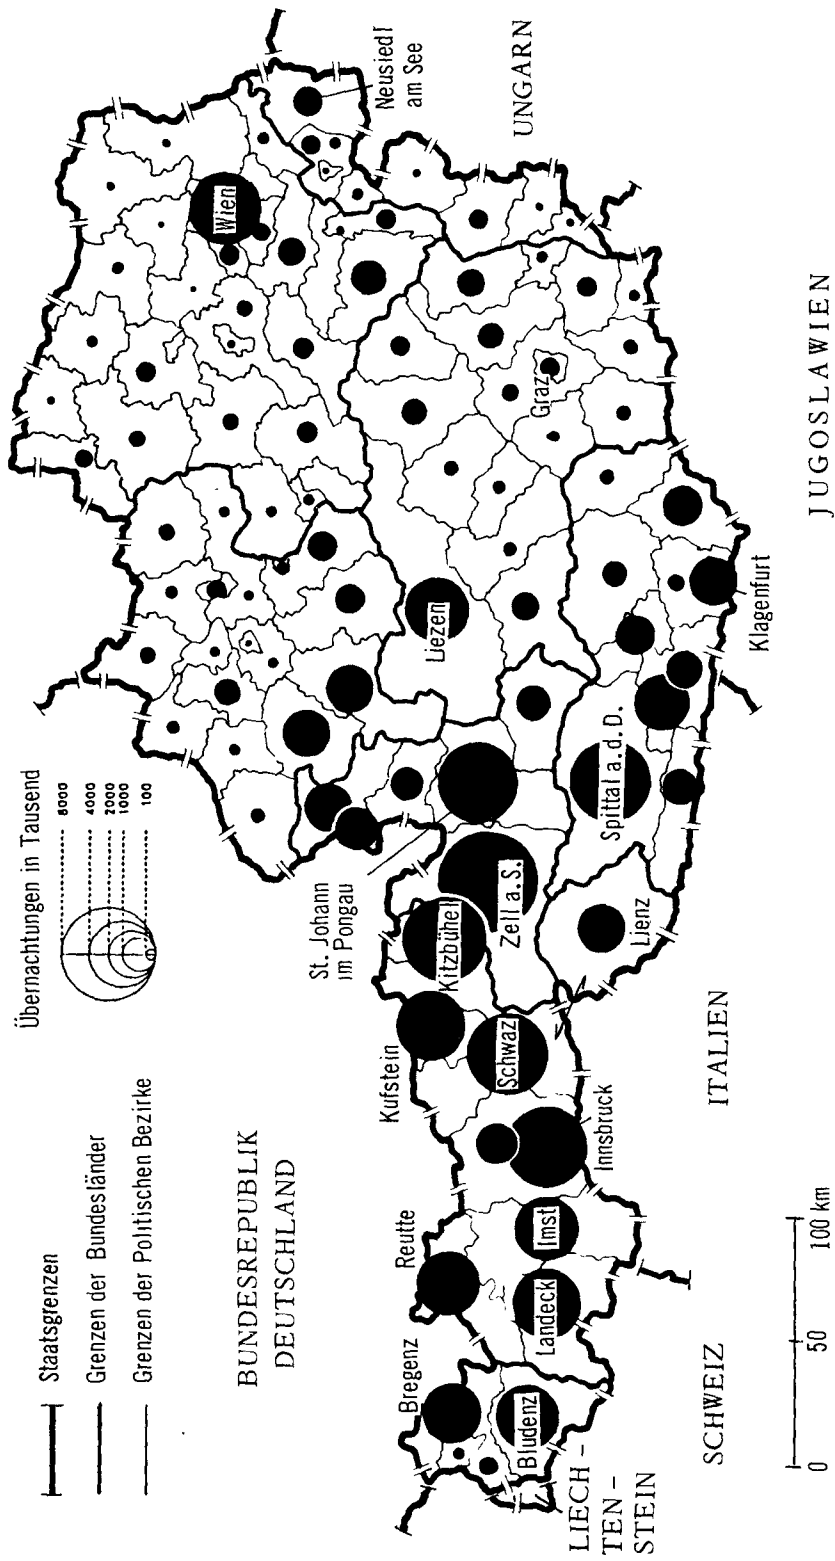 Staatsgrenzen
Grenzen der Bundesländer
Grenzen der Politischen Bezirke
Übernachtungen in Tausend
8000
4000
2000
1000
100
BUNDESREPUBLIK
DEUTSCHLAND
Wien
Neusiedl
am See
UNGARN
Graz
Liezen
St. Johann
im Pongau
Kitzbühel
Zell a. S.
Spittal a.d.D.
Klagenfurt
JUGOSLAWIEN
Lienz
Kufstein
Schwaz
Innsbruck
ITALIEN
Reutte
Imst
Landeck
Bregenz
Bludenz
LIECH-
TEN-
STEIN
SCHWEIZ
0 50 100 km